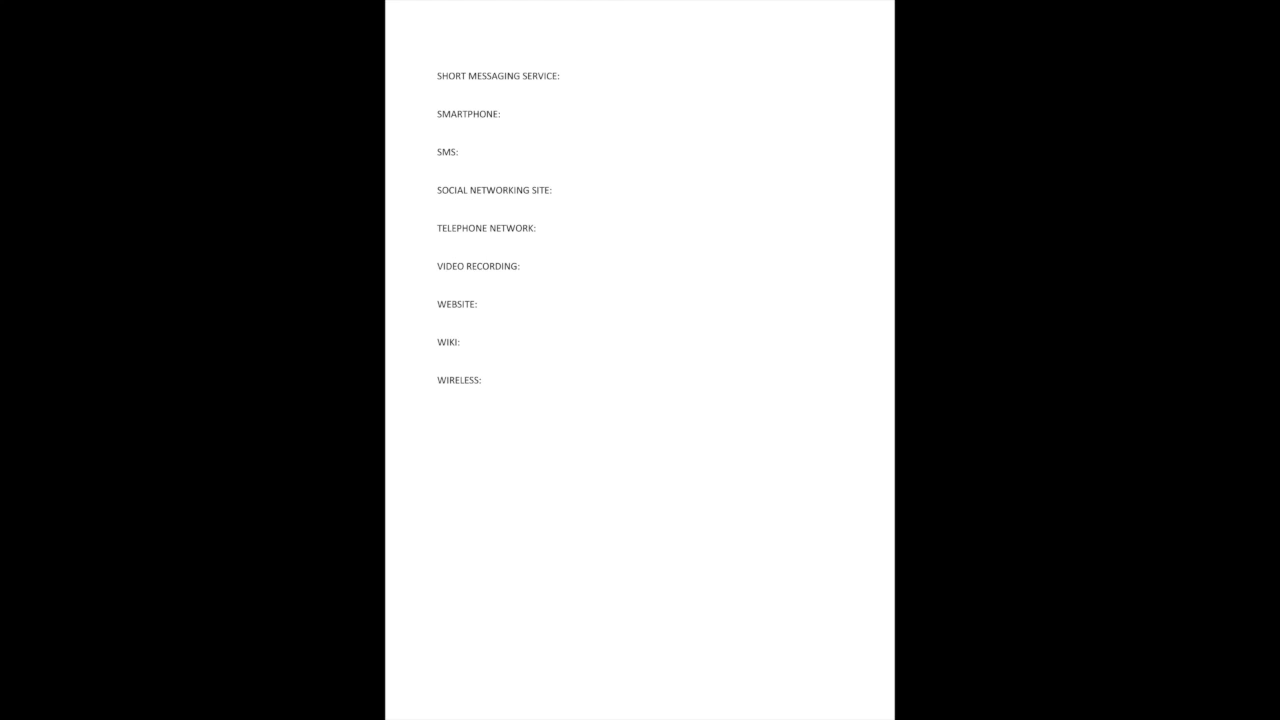 SHORT MESSAGING SERVICE:
SMARTPHONE:
SMS:
SOCIAL NETWORKING SITE:
TELEPHONE NETWORK:
VIDEO RECORDING:
WEBSITE:
WIKI:
WIRELESS: